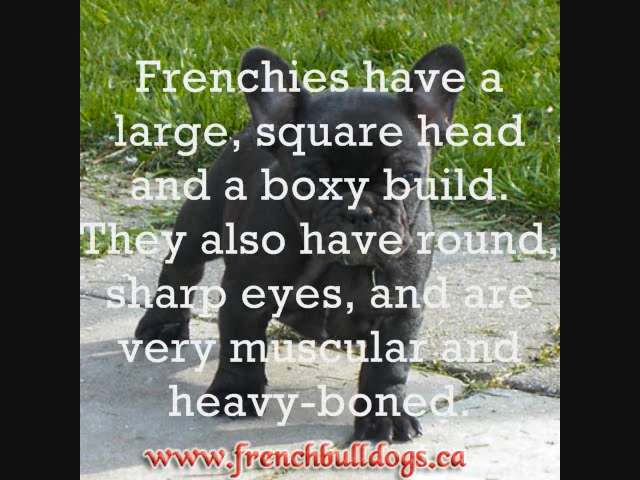 Frenchies have a
large, square head
and a boxy build.
They also have round,
sharp eyes, and are
very muscular and
heavy-boned.
www.frenchbulldogs.ca